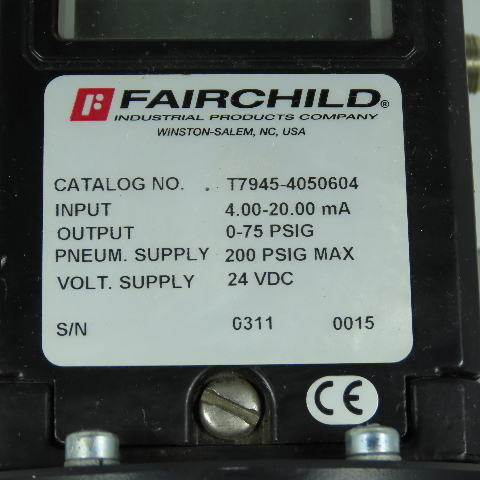 FAIRCHILD®
INDUSTRIAL PRODUCTS COMPANY
WINSTON-SALEM, NC, USA
CATALOG NO. T7945-4050604
INPUT 4.00-20.00 mA
OUTPUT 0-75 PSIG
PNEUM. SUPPLY 200 PSIG MAX
VOLT. SUPPLY 24 VDC
S/N 0311 0015
CE